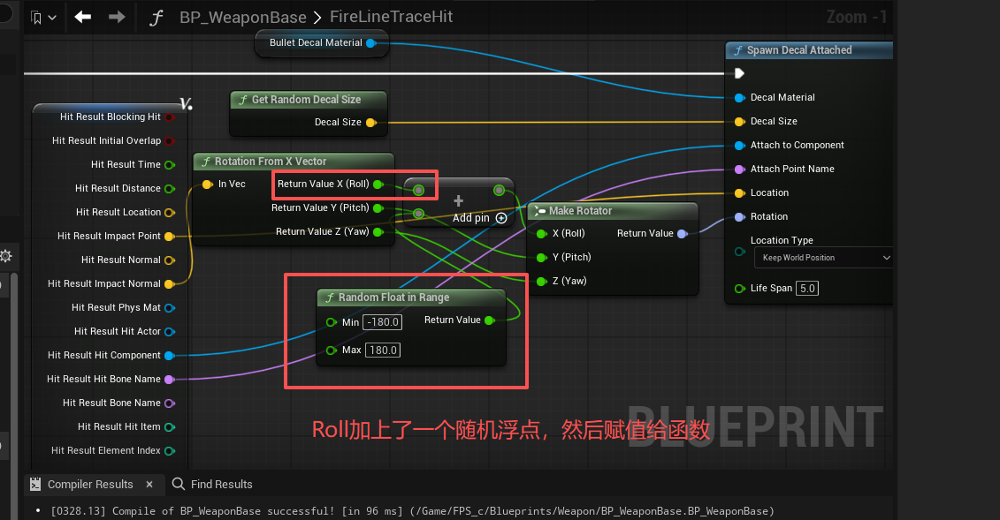 BP_WeaponBase > FireLineTraceHit
Zoom -1
Bullet Decal Material
Spawn Decal Attached
Decal Material
Decal Size
Attach to Component
Attach Point Name
Location
Rotation
Location Type
Keep World Position
Life Span 5.0
Get Random Decal Size
Decal Size
Hit Result Blocking Hit
Hit Result Initial Overlap
Hit Result Time
Hit Result Distance
Hit Result Location
Hit Result Impact Point
Hit Result Normal
Hit Result Impact Normal
Hit Result Phys Mat
Hit Result Hit Actor
Hit Result Hit Component
Hit Result Hit Bone Name
Hit Result Bone Name
Hit Result Hit Item
Hit Result Element Index
Rotation From X Vector
In Vec
Return Value X (Roll)
Return Value Y (Pitch)
Return Value Z (Yaw)
Add pin
Make Rotator
X (Roll)
Return Value
Y (Pitch)
Z (Yaw)
Random Float in Range
Min -180.0
Return Value
Max 180.0
Roll加上了一个随机浮点，然后赋值给函数
BLUEPRINT
Compiler Results
Find Results
[0328.13] Compile of BP_WeaponBase successful! [in 96 ms] (/Game/FPS_c/Blueprints/Weapon/BP_WeaponBase.BP_WeaponBase)